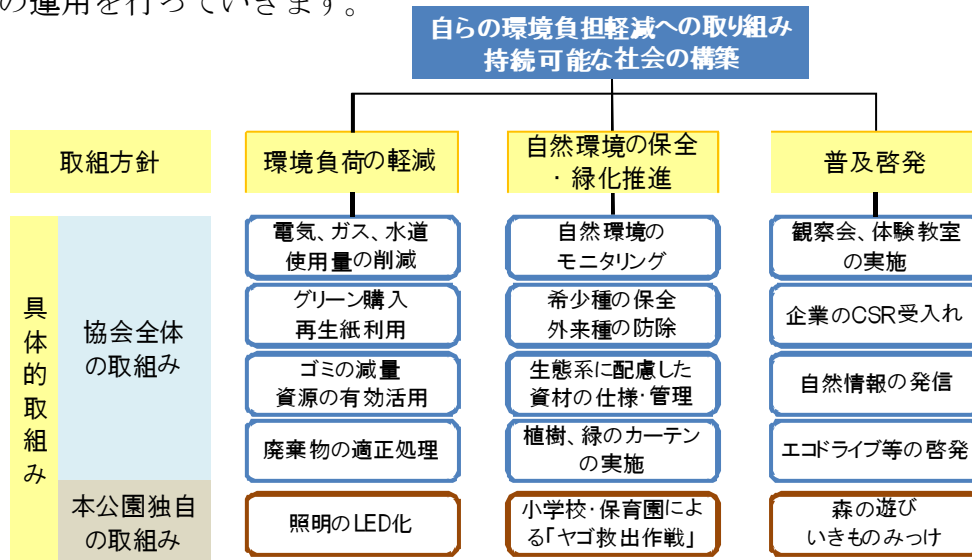 の運用を行っていきます。
自らの環境負担軽減への取り組み
持続可能な社会の構築
取組方針
環境負荷の軽減
自然環境の保全
・緑化推進
普及啓発
具体的取組み
協会全体
の取組み
電気、ガス、水道
使用量の削減
グリーン購入
再生紙利用
ゴミの減量
資源の有効活用
廃棄物の適正処理
自然環境の
モニタリング
希少種の保全
外来種の防除
生態系に配慮した
資材の仕様・管理
植樹、緑のカーテン
の実施
観察会、体験教室
の実施
企業のCSR受入れ
自然情報の発信
エコドライブ等の啓発
本公園独自
の取組み
照明のLED化
小学校・保育園によ
る「ヤゴ救出作戦」
森の遊び
いきものみっけ